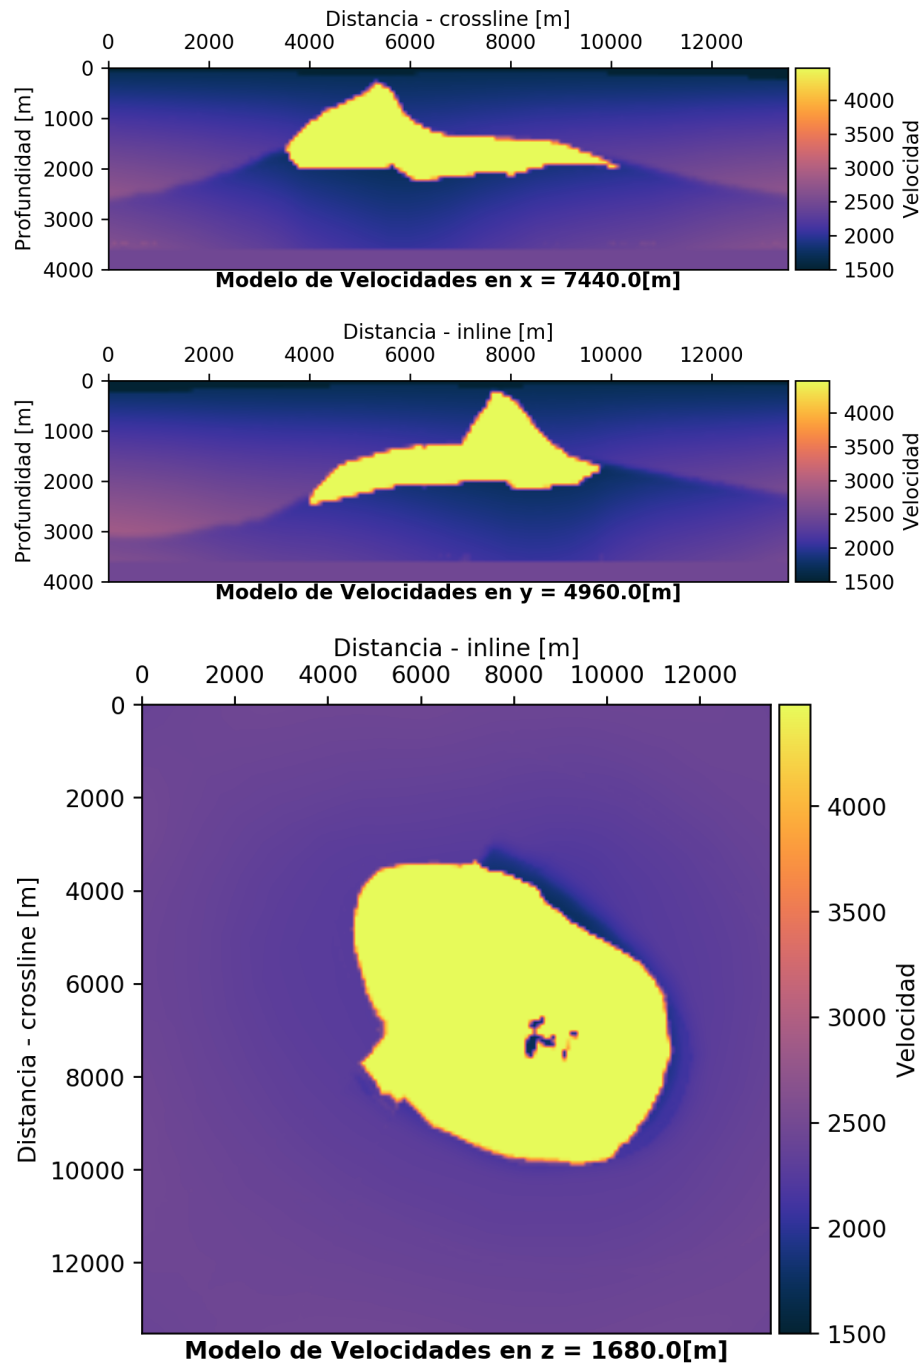 Distancia - crossline [m]
0 2000 4000 6000 8000 10000 12000
0
1000
2000
3000
4000
Profundidad [m]
4000
3500
3000
2500
2000
1500
Velocidad
Modelo de Velocidades en x = 7440.0[m]
Distancia - inline [m]
0 2000 4000 6000 8000 10000 12000
0
1000
2000
3000
4000
Profundidad [m]
4000
3500
3000
2500
2000
1500
Velocidad
Modelo de Velocidades en y = 4960.0[m]
Distancia - inline [m]
0 2000 4000 6000 8000 10000 12000
0
2000
4000
6000
8000
10000
12000
Distancia - crossline [m]
4000
3500
3000
2500
2000
1500
Velocidad
Modelo de Velocidades en z = 1680.0[m]